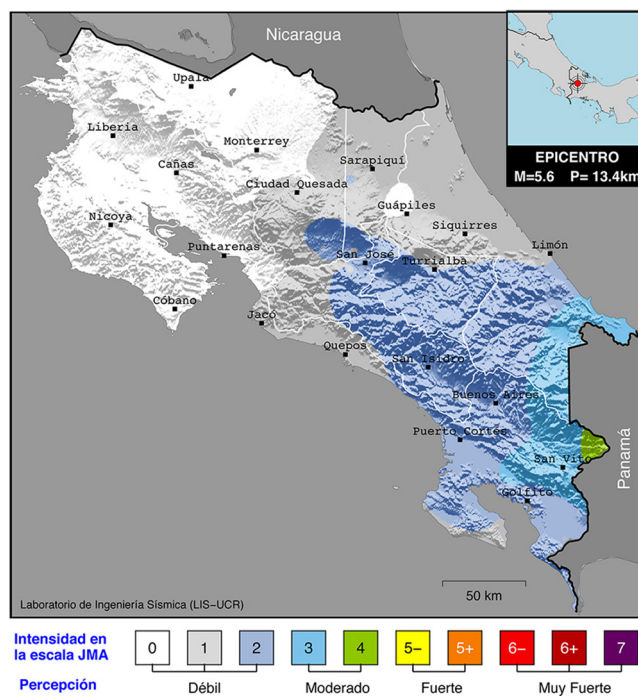 Nicaragua
Upala
Liberia
Monterrey
Cañas
Sarapiquí
Ciudad Quesada
Guápiles
Nicoya
Siquirres
Puntarenas
San José
Turrialba
Limón
Cóbano
Jacó
Quepos
San Isidro
Buenos Aires
Puerto Cortés
San Vito
Golfito
Panamá
EPICENTRO
M=5.6 P= 13.4km
50 km
Laboratorio de Ingeniería Sísmica (LIS-UCR)
Intensidad en la escala JMA
0 1 2 3 4 5- 5+ 6- 6+ 7
Percepción
Débil Moderado Fuerte Muy Fuerte